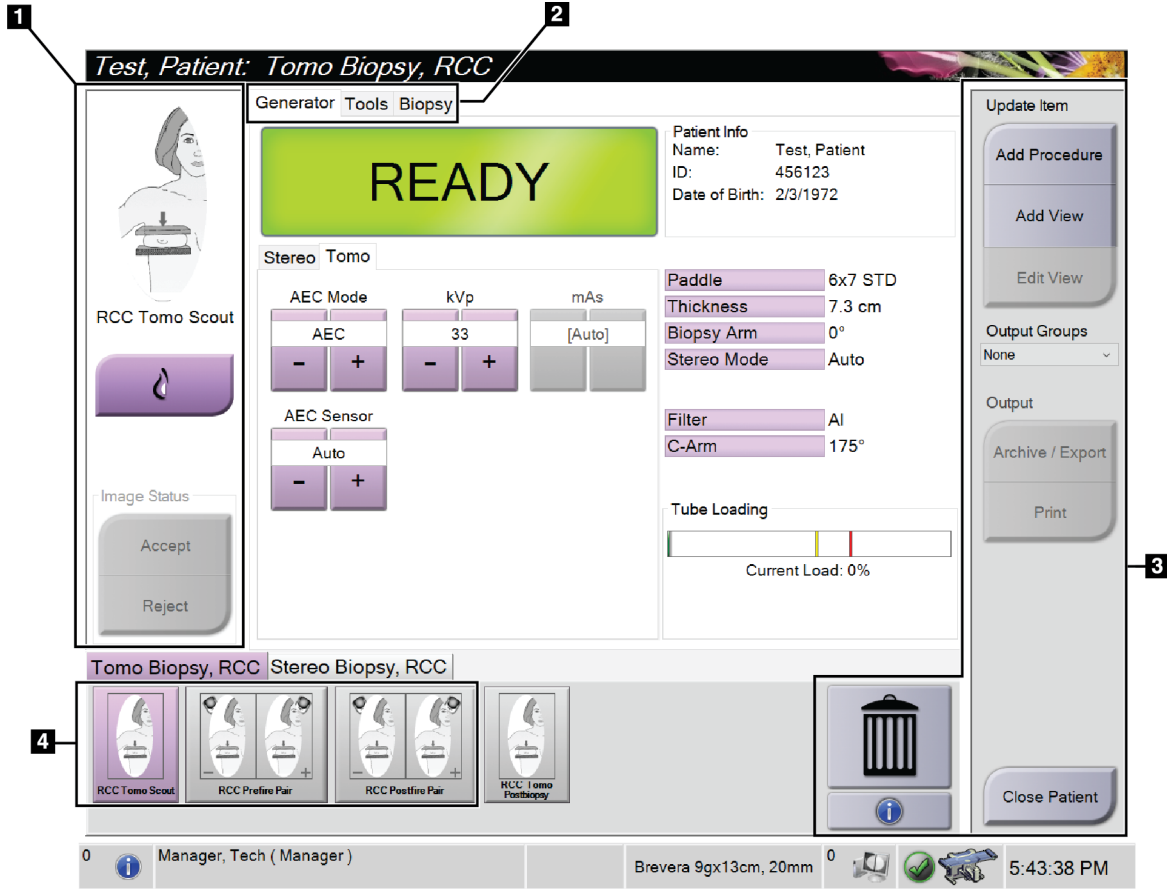 1
2
Test, Patient: Tomo Biopsy, RCC
Generator Tools Biopsy
Update Item
READY
Patient Info
Name: Test, Patient
ID: 456123
Date of Birth: 2/3/1972
Add Procedure
Add View
Edit View
RCC Tomo Scout
Stereo Tomo
AEC Mode kVp mAs
AEC 33 [Auto]
- + - +
AEC Sensor
Auto
- +
Paddle 6x7 STD
Thickness 7.3 cm
Biopsy Arm 0°
Stereo Mode Auto
Filter Al
C-Arm 175°
Output Groups
None
Output
Archive / Export
Print
Image Status
Accept
Reject
Tube Loading
Current Load: 0%
3
Tomo Biopsy, RCC Stereo Biopsy, RCC
4
- + - +
RCC Tomo Scout RCC Prefire Pair RCC Postfire Pair RCC Tomo
Postbiopsy
i
Close Patient
0 i Manager, Tech ( Manager ) Brevera 9gx13cm, 20mm 0 5:43:38 PM